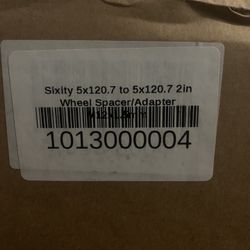 Sixity 5x120.7 to 5x120.7 2in
Wheel Spacer/Adapter
1013000004